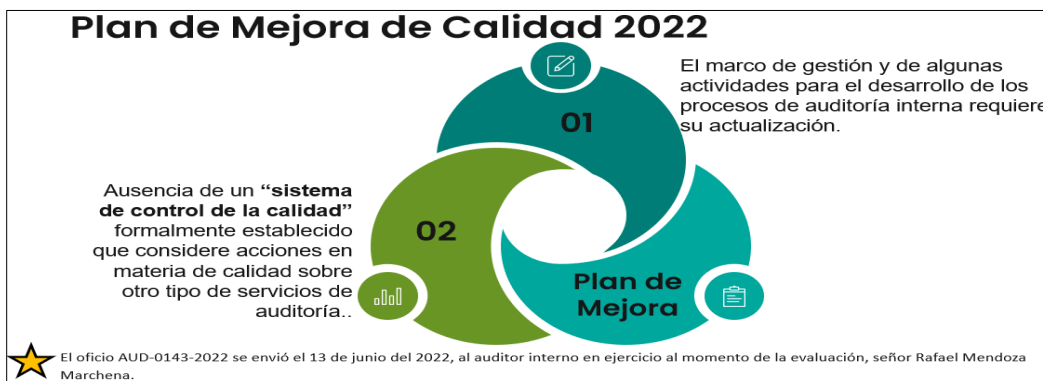 Plan de Mejora de Calidad 2022
01
El marco de gestión y de algunas
actividades para el desarrollo de los
procesos de auditoría interna requiere
su actualización.
Ausencia de un “sistema
de control de la calidad”
formalmente establecido
que considere acciones en
materia de calidad sobre
otro tipo de servicios de
auditoría..
02
Plan de
Mejora
El oficio AUD-0143-2022 se envió el 13 de junio del 2022, al auditor interno en ejercicio al momento de la evaluación, señor Rafael Mendoza
Marchena.